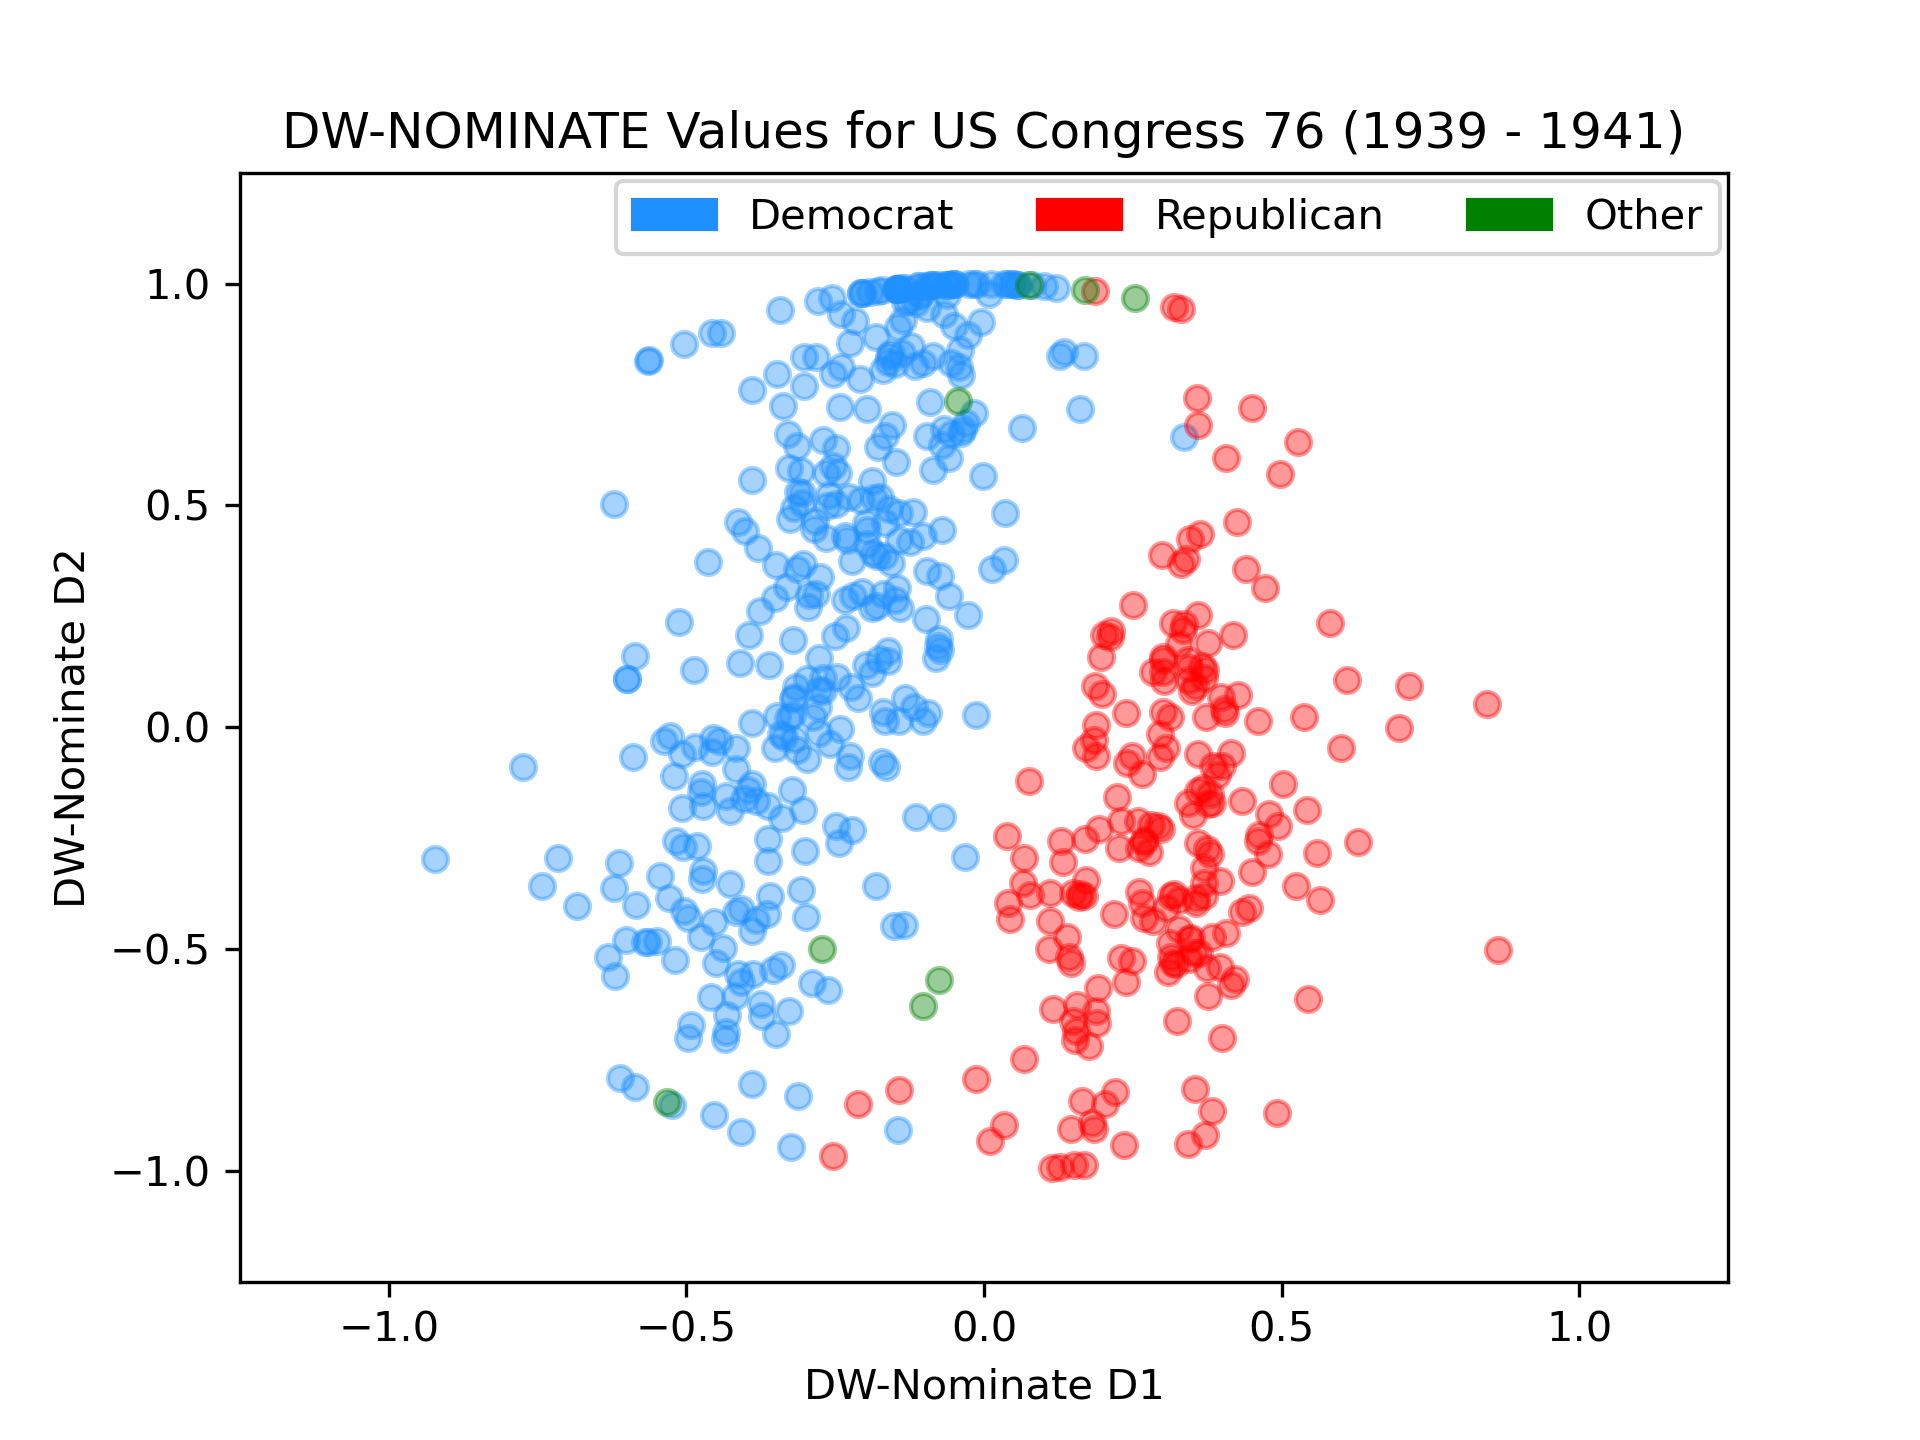 DW-NOMINATE Values for US Congress 76 (1939 - 1941)
Democrat Republican Other
1.0
0.5
0.0
−0.5
−1.0
DW-Nominate D2
−1.0 −0.5 0.0 0.5 1.0
DW-Nominate D1